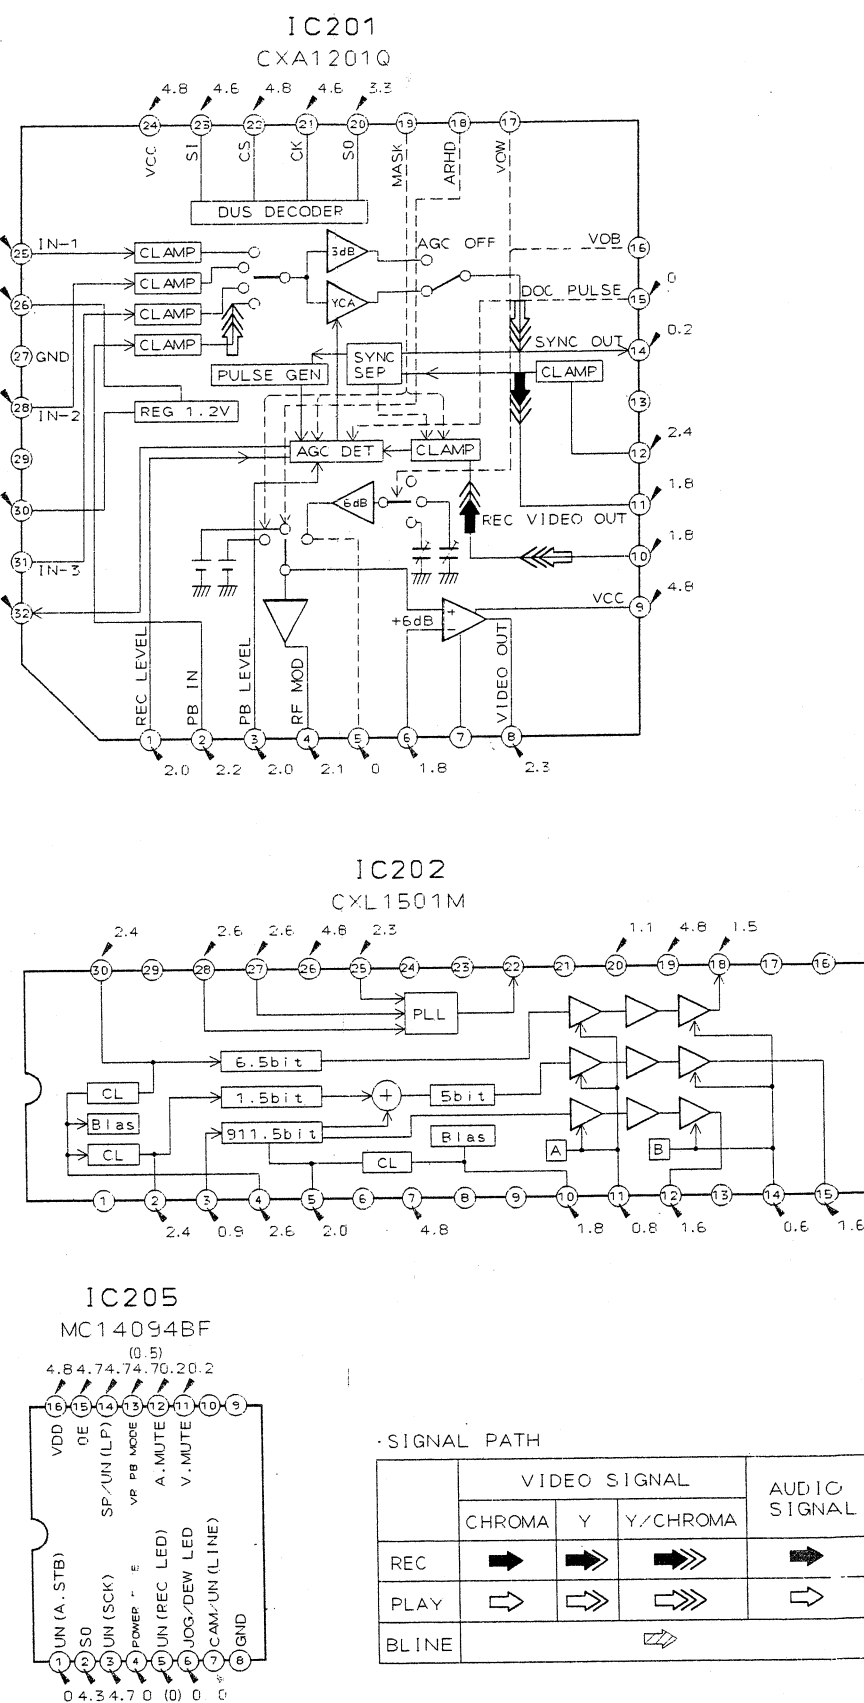 IC201
CXA1201Q
4.8 4.6 4.8 4.6 3.3
24 23 22 21 20 19 18 17
VCC SI CS CK SO MASK ARHD VOW
DUS DECODER
25 IN-1 CLAMP 3dB AGC OFF VOB 16
CLAMP
26 YCA DOC PULSE 15 0
CLAMP
CLAMP SYNC OUT 14 0.2
27 GND PULSE GEN SYNC SEP CLAMP
28 IN-2 REG 1.2V 13
29 AGC DET CLAMP 12 2.4
30 6dB REC VIDEO OUT 11 1.8
31 IN-3 10 1.8
32 VCC 9 4.8
+6dB + -
REC LEVEL PB IN PB LEVEL RF MOD VIDEO OUT
1 2 3 4 5 6 7 8
2.0 2.2 2.0 2.1 0 1.8 2.3
IC202
CXL1501M
2.4 2.6 2.6 4.8 2.3 1.1 4.8 1.5
30 29 28 27 26 25 24 23 22 21 20 19 18 17 16
PLL
6.5bit
CL 1.5bit + 5bit
Bias 911.5bit Bias
CL CL A B
1 2 3 4 5 6 7 8 9 10 11 12 13 14 15
2.4 0.9 2.6 2.0 4.8 1.8 0.8 1.6 0.6 1.6
IC205
MC14094BF
(0.5)
4.8 4.7 4.7 4.7 0.2 0.2
16 15 14 13 12 11 10 9
VDD OE SP/UN(LP) VR PB MODE A.MUTE V.MUTE
UN(A.STB) SO UN(SCK) POWER UN(REC LED) JOG/DEW LED CAM/UN(LINE) GND
1 2 3 4 5 6 7 8
0 4.3 4.7 0 (0) 0 0
·SIGNAL PATH
VIDEO SIGNAL AUDIO SIGNAL
CHROMA Y Y/CHROMA
REC
PLAY
BLINE